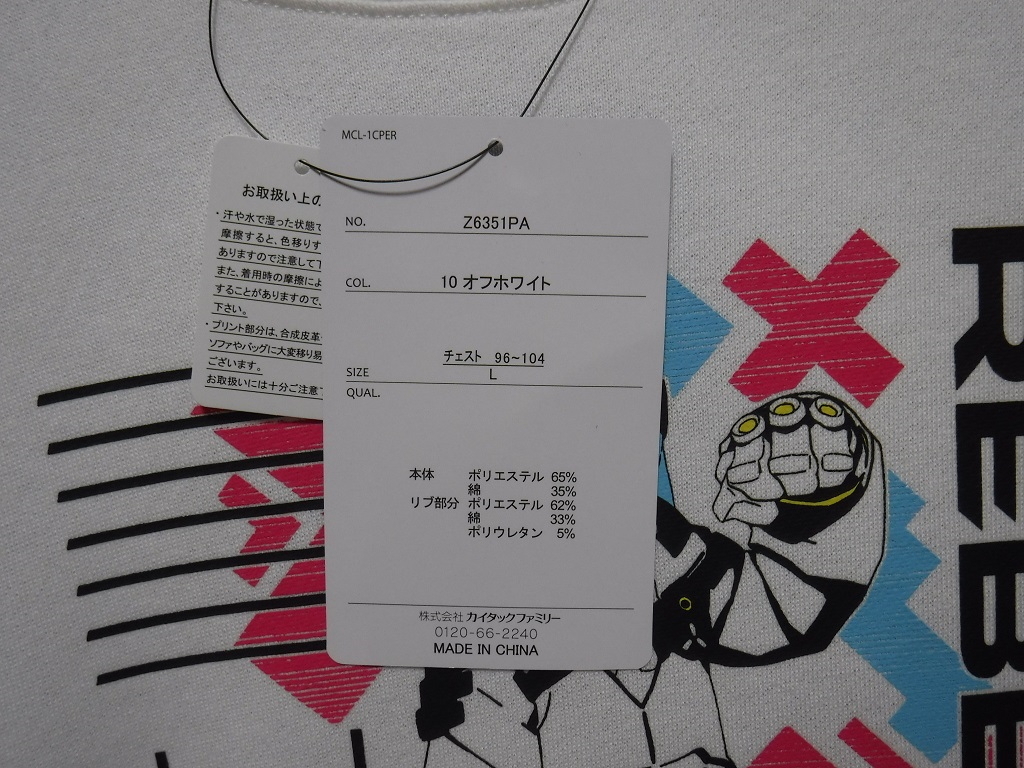 MCL-1CPER
NO. Z6351PA
COL. 10 オフホワイト
チェスト 96~104
SIZE L
QUAL.
本体 ポリエステル 65%
綿 35%
リブ部分 ポリエステル 62%
綿 33%
ポリウレタン 5%
株式会社 カイタックファミリー
0120-66-2240
MADE IN CHINA
お取扱い上の
・汗や水で湿った状態で
摩擦すると、色移りす
ありますので注意して下
また、着用時の摩擦によ
することがありますので、
下さい。
・プリント部分は、合成皮革
ソファやバッグに大変移り易
ございます。
お取扱いには十分ご注意下
REBE